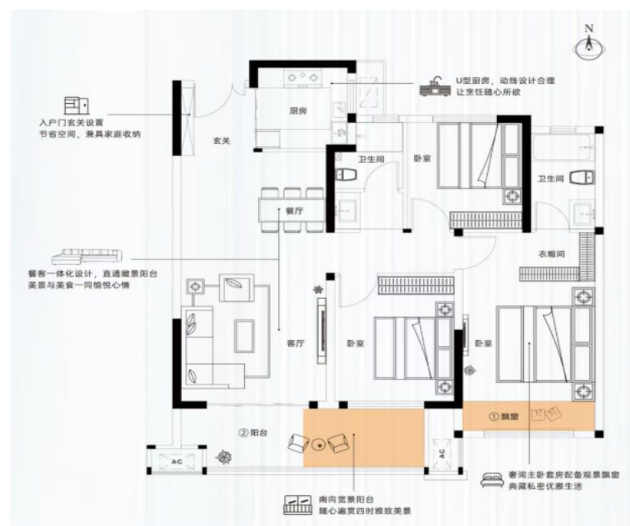 N
U型厨房，动线设计合理
让烹饪随心所欲
厨房
入户门玄关设置
节省空间，兼具家庭收纳
玄关
卫生间
卧室
卫生间
餐厅
衣帽间
餐客一体化设计，直通瞰景阳台
美景与美食一同愉悦心情
客厅
卧室
卧室
①飘窗
②阳台
AC
AC
奢阔主卧套房配备观景飘窗
典藏私密优雅生活
南向宽景阳台
随心遍赏四时雅致美景